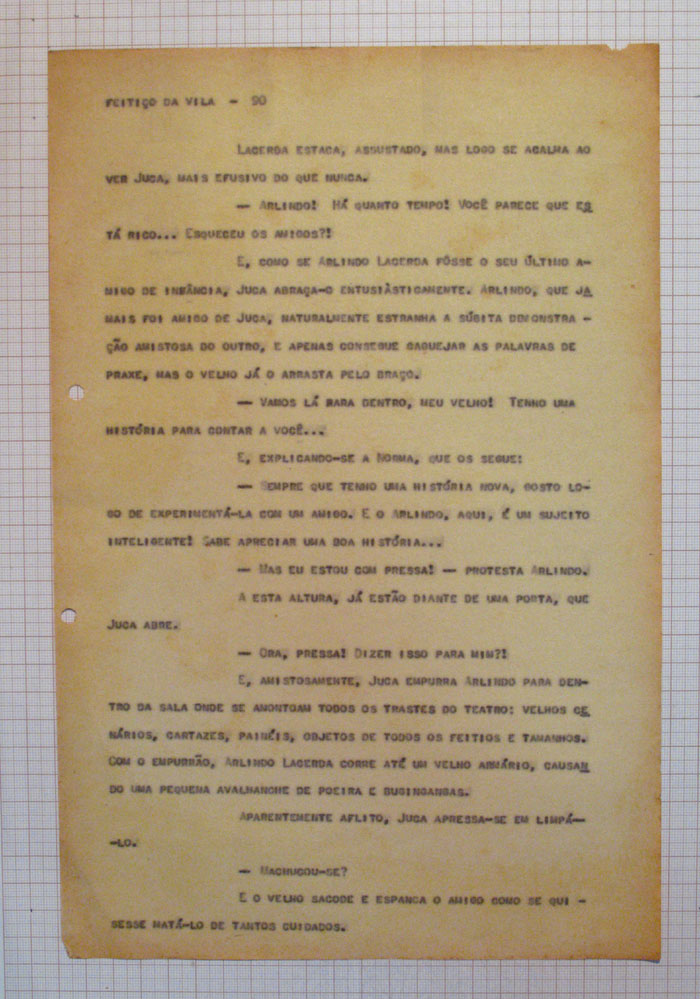 FEITIÇO DA VILA - 90
LACERDA ESTACA, ASSUSTADO, MAS LOGO SE ACALMA AO
VER JUCA, MAIS EFUSIVO DO QUE NUNCA.
— ARLINDO! HÁ QUANTO TEMPO! VOCÊ PARECE QUE ES
TÁ RICO... ESQUECEU OS AMIGOS?!
E, COMO SE ARLINDO LACERDA FÔSSE O SEU ÚLTIMO A-
MIGO DE INFÂNCIA, JUCA ABRAÇA-O ENTUSIÀSTICAMENTE. ARLINDO, QUE JA
MAIS FOI AMIGO DE JUCA, NATURALMENTE ESTRANHA A SÚBITA DEMONSTRA -
ÇÃO AMISTOSA DO OUTRO, E APENAS CONSEGUE GAGUEJAR AS PALAVRAS DE
PRAXE, MAS O VELHO JÁ O ARRASTA PELO BRAÇO.
— VAMOS LÁ PARA DENTRO, MEU VELHO! TENHO UMA
HISTÓRIA PARA CONTAR A VOCÊ...
E, EXPLICANDO-SE A NORMA, QUE OS SEGUE:
— SEMPRE QUE TENHO UMA HISTÓRIA NOVA, GOSTO LO-
GO DE EXPERIMENTÁ-LA COM UM AMIGO. E O ARLINDO, AQUI, É UM SUJEITO
INTELIGENTE! SABE APRECIAR UMA BOA HISTÓRIA...
— MAS EU ESTOU COM PRESSA! — PROTESTA ARLINDO.
A ESTA ALTURA, JÁ ESTÃO DIANTE DE UMA PORTA, QUE
JUCA ABRE.
— ORA, PRESSA! DIZER ISSO PARA MIM?!
E, AMISTOSAMENTE, JUCA EMPURRA ARLINDO PARA DEN-
TRO DA SALA ONDE SE AMONTOAM TODOS OS TRASTES DO TEATRO: VELHOS CE
NÁRIOS, CARTAZES, PAINÉIS, OBJETOS DE TODOS OS FEITIOS E TAMANHOS.
COM O EMPURRÃO, ARLINDO LACERDA CORRE ATÉ UM VELHO ARMÁRIO, CAUSAN
DO UMA PEQUENA AVALHANCHE DE POEIRA E BUGINGANGAS.
APARENTEMENTE AFLITO, JUCA APRESSA-SE EM LIMPÁ-
-LO.
— MACHUCOU-SE?
E O VELHO SACODE E ESPANCA O AMIGO COMO SE QUI -
SESSE MATÁ-LO DE TANTOS CUIDADOS.